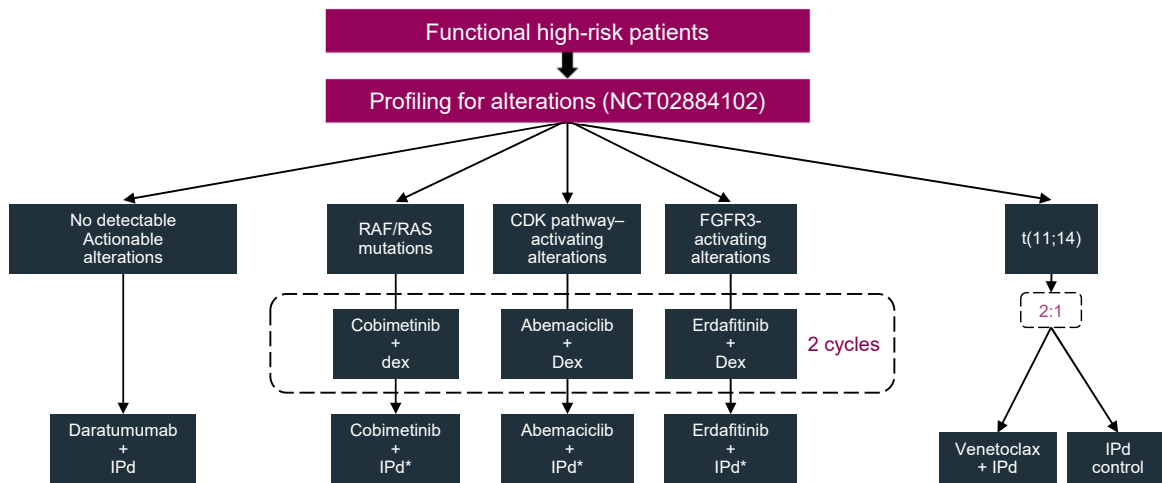 Functional high-risk patients
Profiling for alterations (NCT02884102)
No detectable
Actionable
alterations
RAF/RAS
mutations
CDK pathway–
activating
alterations
FGFR3-
activating
alterations
t(11;14)
2:1
Cobimetinib
+
dex
Abemaciclib
+
Dex
Erdafitinib
+
Dex
2 cycles
Daratumumab
+
IPd
Cobimetinib
+
IPd*
Abemaciclib
+
IPd*
Erdafitinib
+
IPd*
Venetoclax
+ IPd
IPd
control